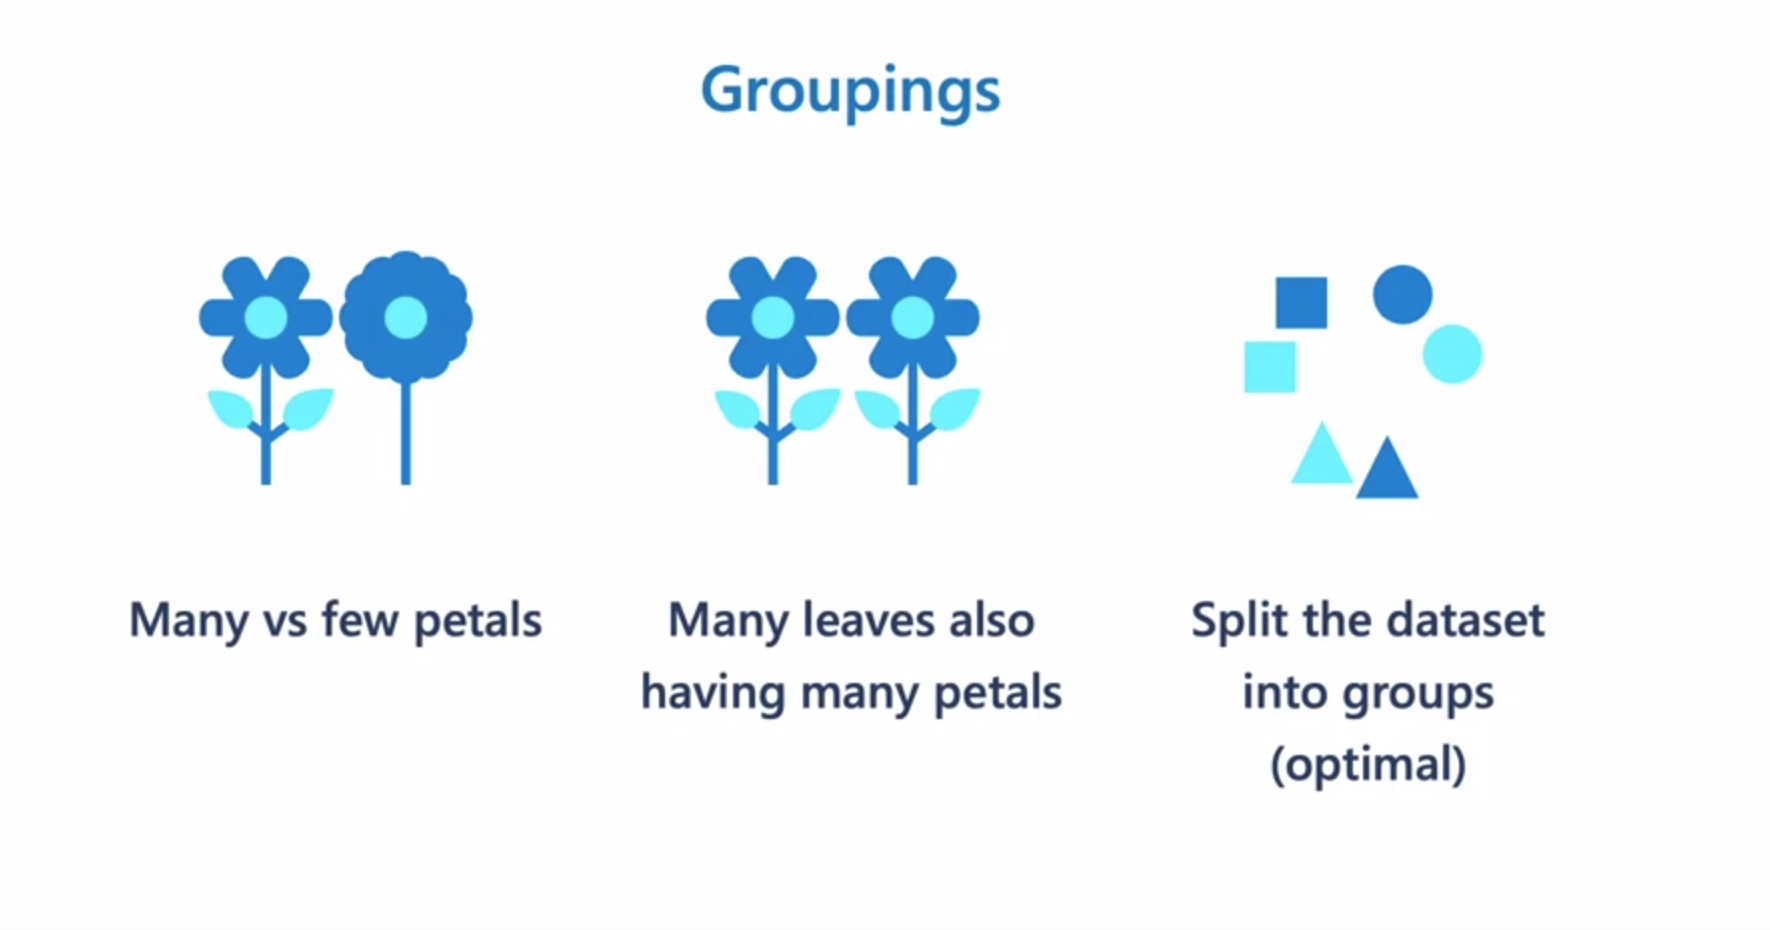 Groupings
Many vs few petals
Many leaves also
having many petals
Split the dataset
into groups
(optimal)